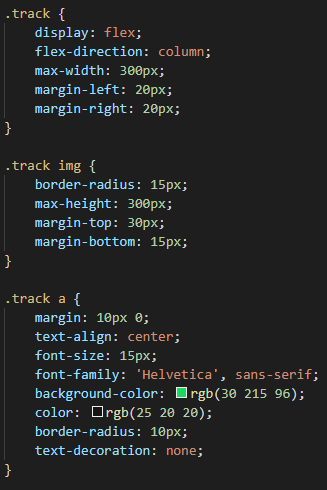 .track {
display: flex;
flex-direction: column;
max-width: 300px;
margin-left: 20px;
margin-right: 20px;
}
.track img {
border-radius: 15px;
max-height: 300px;
margin-top: 30px;
margin-bottom: 15px;
}
.track a {
margin: 10px 0;
text-align: center;
font-size: 15px;
font-family: 'Helvetica', sans-serif;
background-color: rgb(30 215 96);
color: rgb(25 20 20);
border-radius: 10px;
text-decoration: none;
}